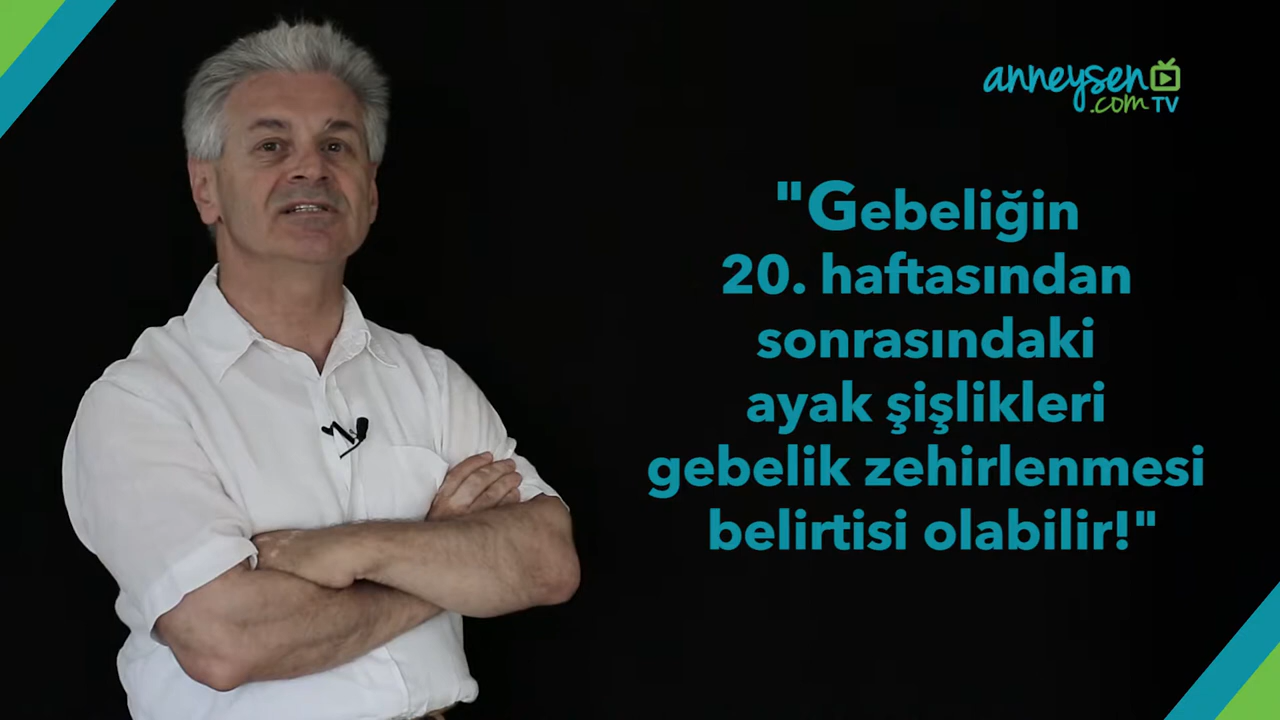 anneysen
.com TV
"Gebeliğin
20. haftasından
sonrasındaki
ayak şişlikleri
gebelik zehirlenmesi
belirtisi olabilir!"